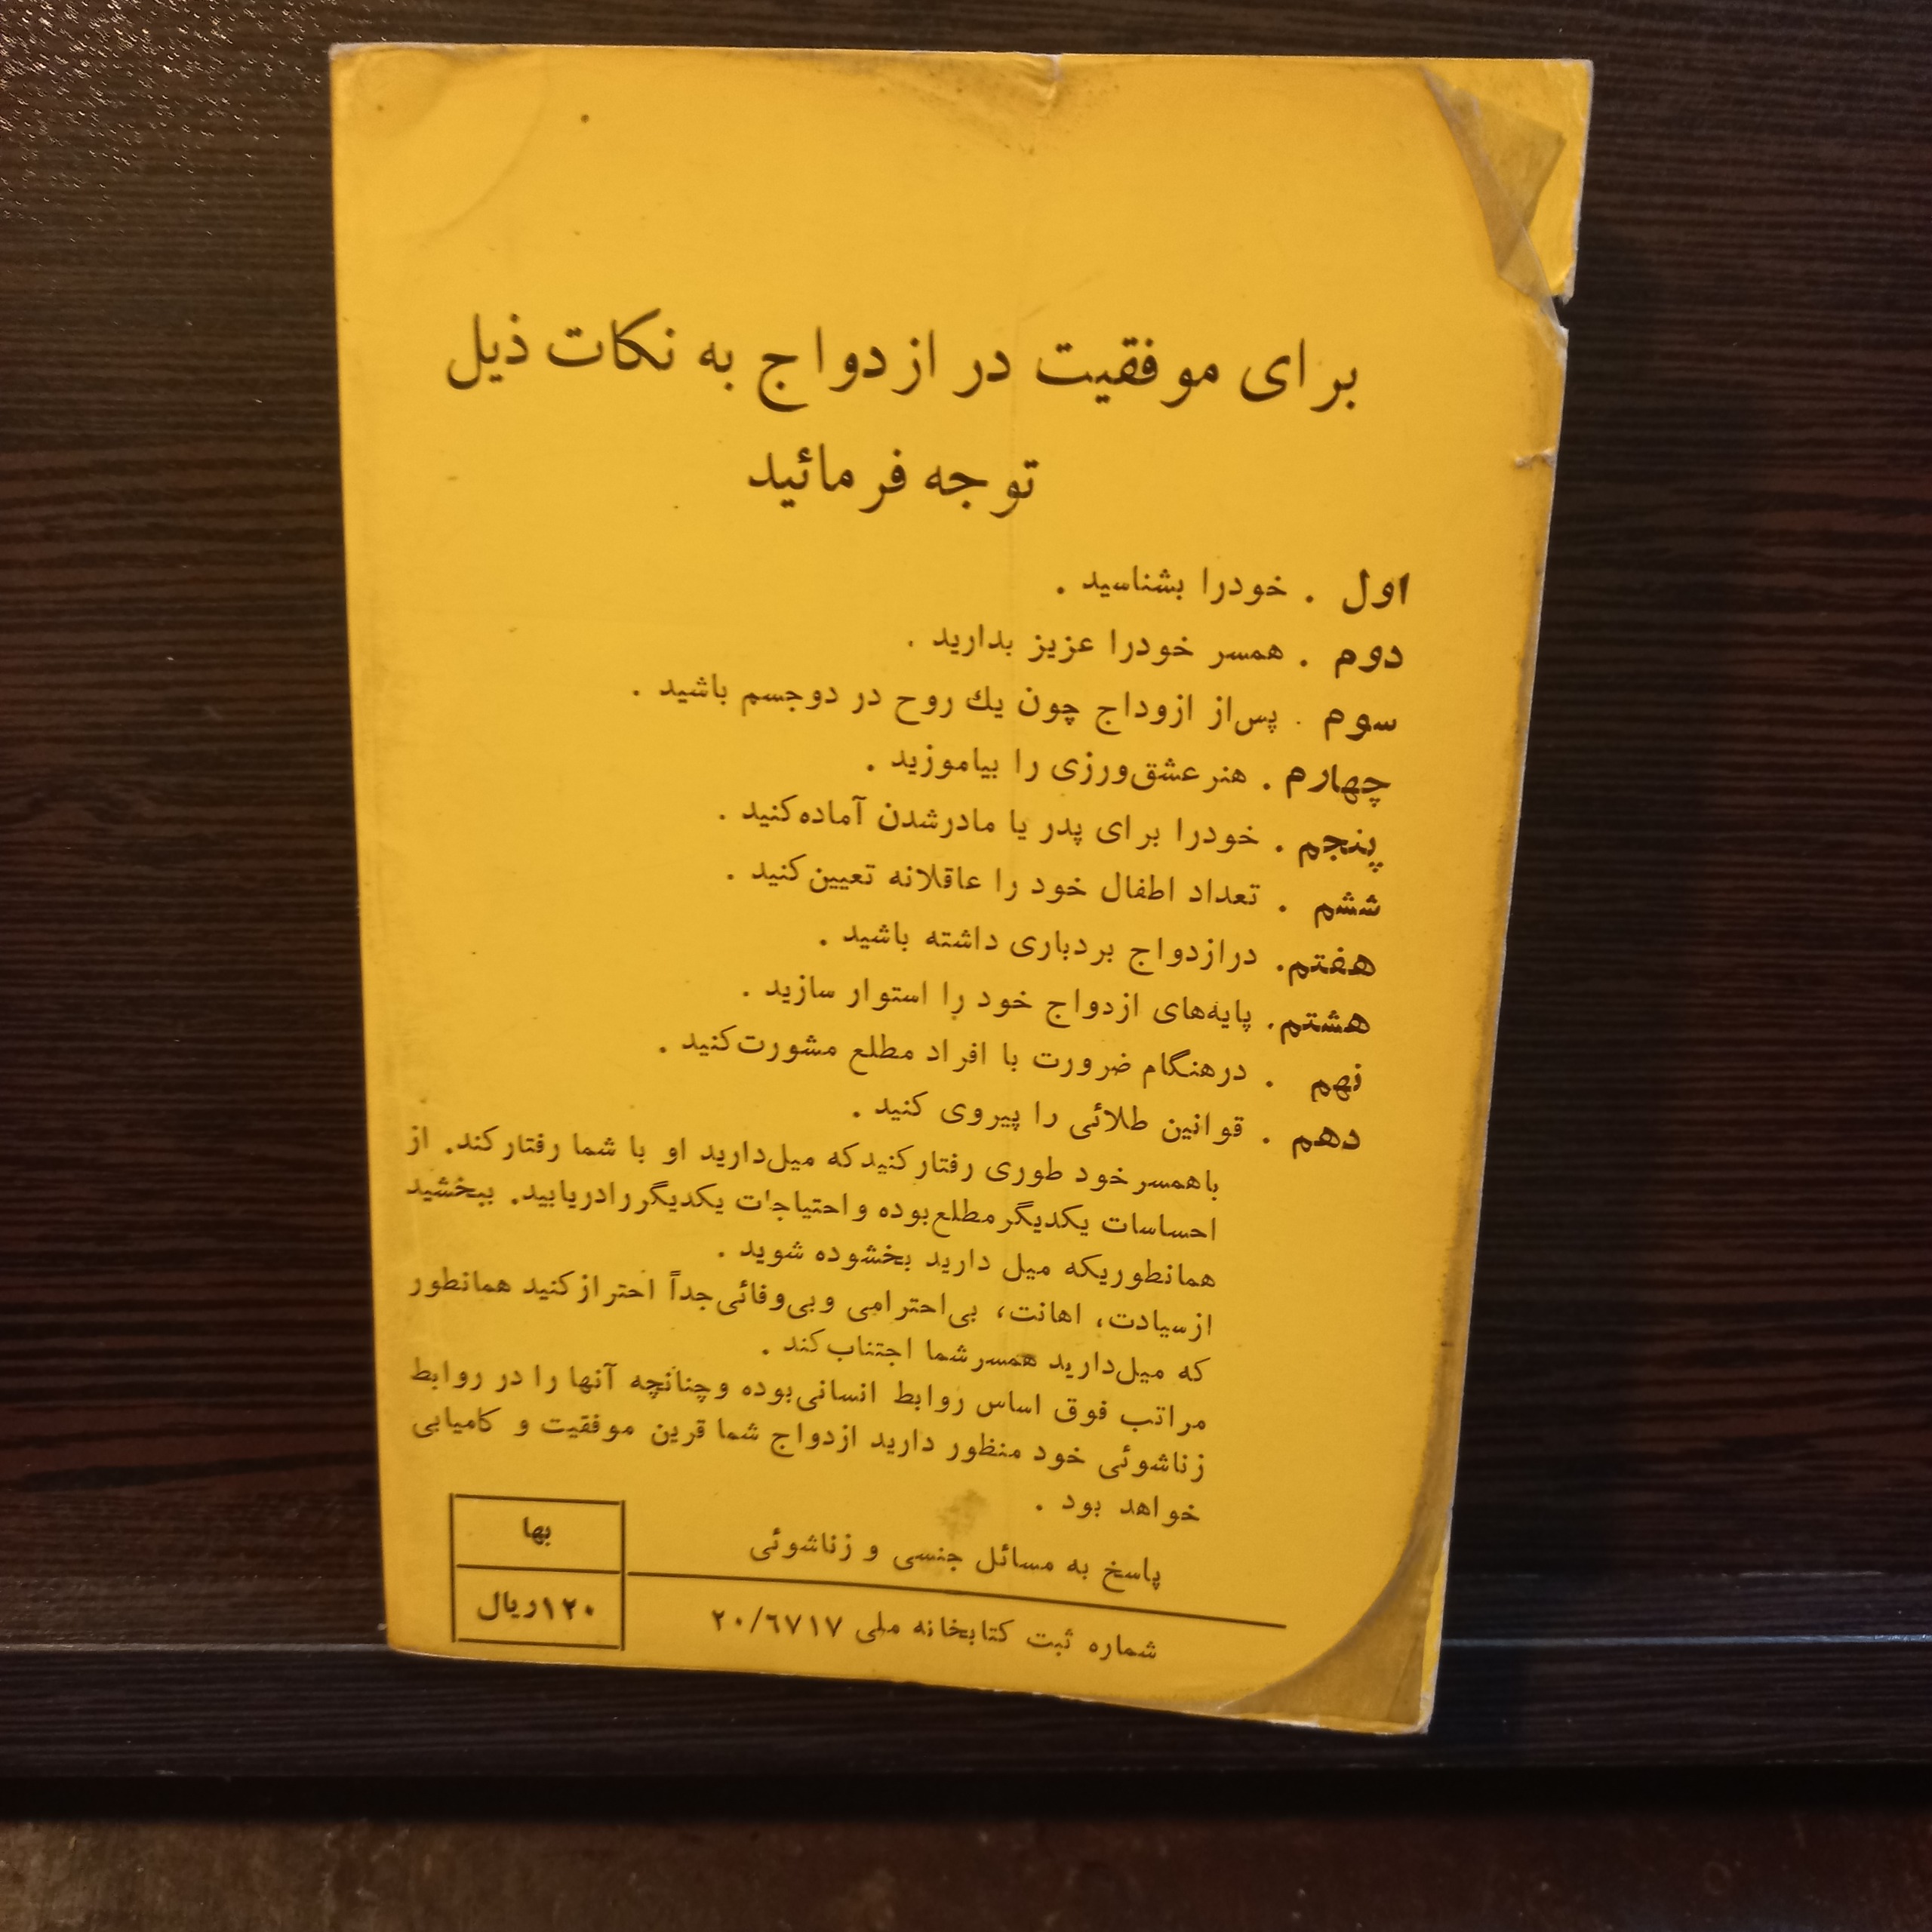 برای موفقیت در ازدواج به نکات ذیل
توجه فرمائید
اول . خودرا بشناسید .
دوم . همسر خودرا عزیز بدارید .
سوم . پس‌از ازوداج چون یك روح در دوجسم باشید .
چهارم . هنر عشق‌ورزی را بیاموزید .
پنجم . خودرا برای پدر یا مادرشدن آماده‌کنید .
ششم . تعداد اطفال خود را عاقلانه تعیین‌کنید .
هفتم . درازدواج بردباری داشته باشید .
هشتم . پایه‌های ازدواج خود را استوار سازید .
نهم . درهنگام ضرورت با افراد مطلع مشورت‌کنید .
دهم . قوانین طلائی را پیروی کنید .
باهمسرخود طوری رفتارکنیدکه میل‌دارید او با شما رفتارکند. از
احساسات یکدیگرمطلع‌بوده واحتیاجات یکدیگررادریابید. ببخشید
همانطوریکه میل دارید بخشوده شوید .
ازسیادت، اهانت، بی‌احترامی وبی‌وفائی‌جداً احترازکنید همانطور
که میل‌دارید همسرشما اجتناب‌کند .
مراتب فوق اساس روابط انسانی‌بوده وچنانچه آنها را در روابط
زناشوئی خود منظور دارید ازدواج شما قرین موفقیت و کامیابی
خواهد بود .
پاسخ به مسائل جنسی و زناشوئی
شماره ثبت کتابخانه ملی ۲۰/٦۷۱۷
بها
۱۲۰ریال